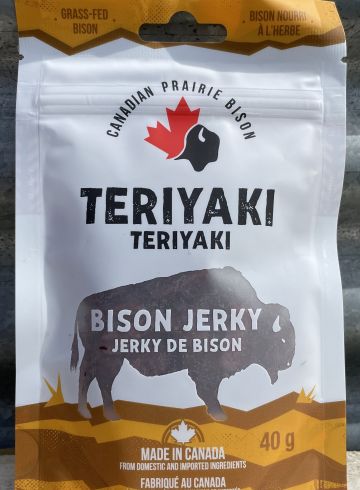 GRASS-FED
BISON
BISON NOURRI
À L'HERBE
CANADIAN PRAIRIE BISON
TERIYAKI
TERIYAKI
BISON JERKY
JERKY DE BISON
MADE IN CANADA
FROM DOMESTIC AND IMPORTED INGREDIENTS
40 g
FABRIQUÉ AU CANADA